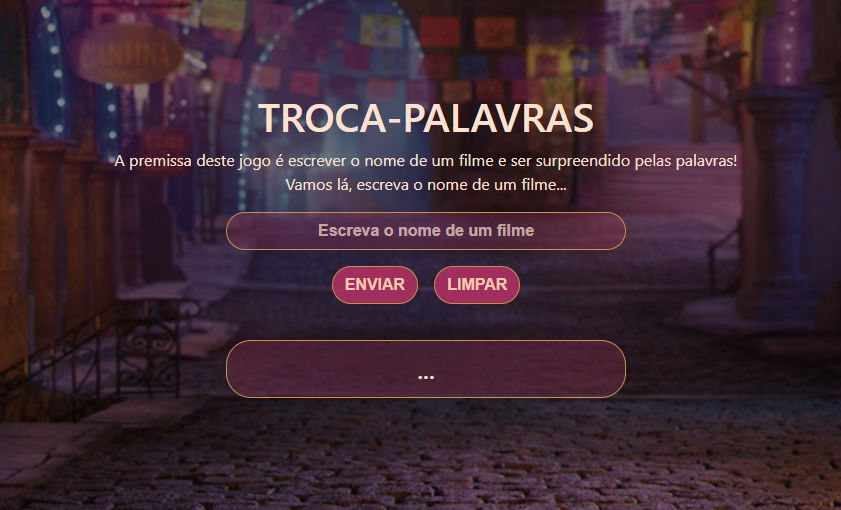 CANTINA
TROCA-PALAVRAS
A premissa deste jogo é escrever o nome de um filme e ser surpreendido pelas palavras!
Vamos lá, escreva o nome de um filme...
Escreva o nome de um filme
ENVIAR LIMPAR
...